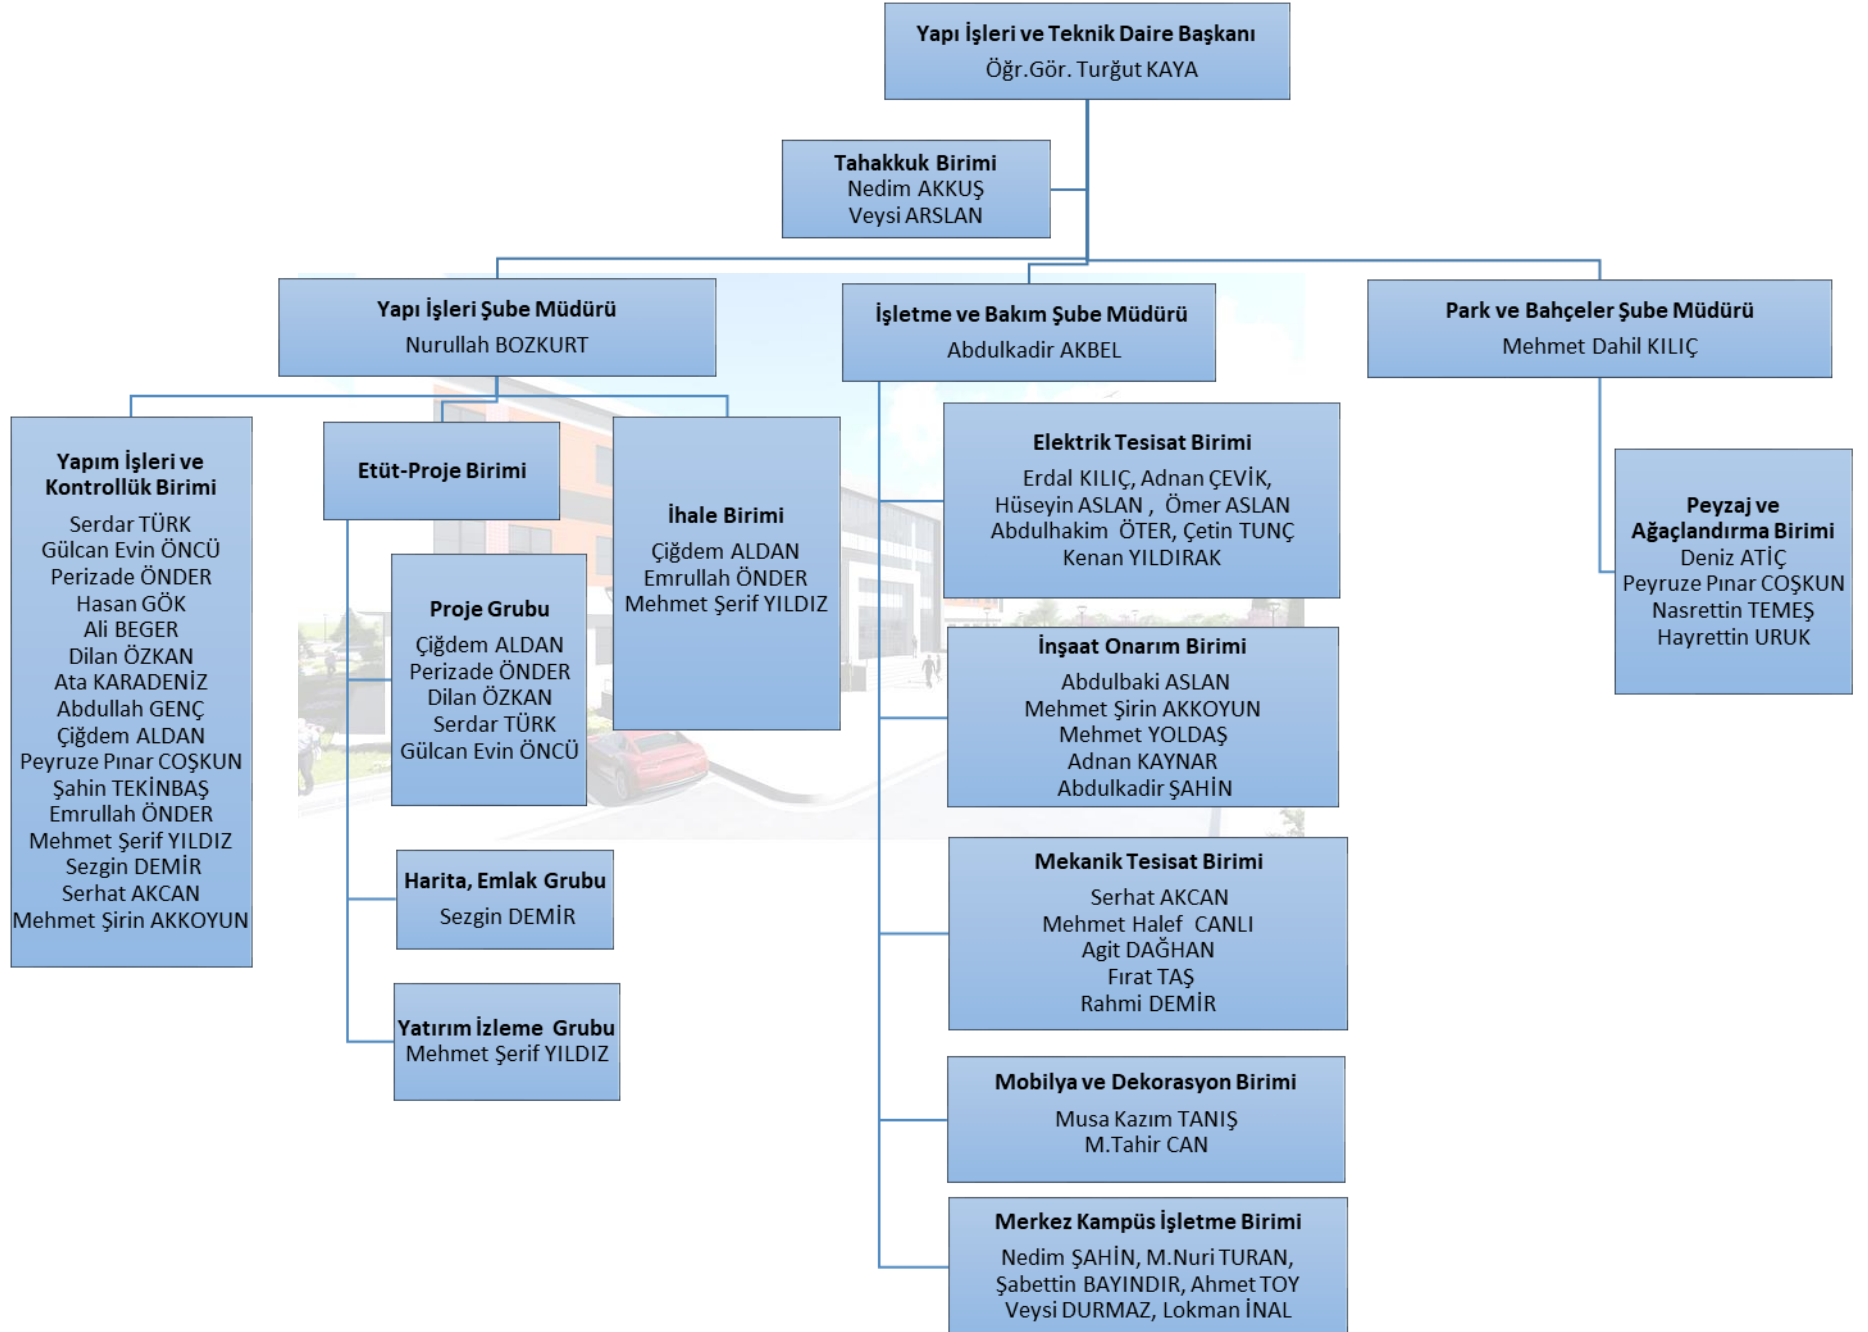 Yapı İşleri ve Teknik Daire Başkanı
Öğr.Gör. Turğut KAYA
Tahakkuk Birimi
Nedim AKKUŞ
Veysi ARSLAN
Yapı İşleri Şube Müdürü
Nurullah BOZKURT
Yapım İşleri ve
Kontrollük Birimi
Serdar TÜRK
Gülcan Evin ÖNCÜ
Perizade ÖNDER
Hasan GÖK
Ali BEGER
Dilan ÖZKAN
Ata KARADENİZ
Abdullah GENÇ
Çiğdem ALDAN
Peyruze Pınar COŞKUN
Şahin TEKİNBAŞ
Emrullah ÖNDER
Mehmet Şerif YILDIZ
Sezgin DEMİR
Serhat AKCAN
Mehmet Şirin AKKOYUN
Etüt-Proje Birimi
Proje Grubu
Çiğdem ALDAN
Perizade ÖNDER
Dilan ÖZKAN
Serdar TÜRK
Gülcan Evin ÖNCÜ
Harita, Emlak Grubu
Sezgin DEMİR
Yatırım İzleme Grubu
Mehmet Şerif YILDIZ
İhale Birimi
Çiğdem ALDAN
Emrullah ÖNDER
Mehmet Şerif YILDIZ
İşletme ve Bakım Şube Müdürü
Abdulkadir AKBEL
Elektrik Tesisat Birimi
Erdal KILIÇ, Adnan ÇEVİK,
Hüseyin ASLAN , Ömer ASLAN
Abdulhakim ÖTER, Çetin TUNÇ
Kenan YILDIRAK
İnşaat Onarım Birimi
Abdulbaki ASLAN
Mehmet Şirin AKKOYUN
Mehmet YOLDAŞ
Adnan KAYNAR
Abdulkadir ŞAHİN
Mekanik Tesisat Birimi
Serhat AKCAN
Mehmet Halef CANLI
Agit DAĞHAN
Fırat TAŞ
Rahmi DEMİR
Mobilya ve Dekorasyon Birimi
Musa Kazım TANIŞ
M.Tahir CAN
Merkez Kampüs İşletme Birimi
Nedim ŞAHİN, M.Nuri TURAN,
Şabettin BAYINDIR, Ahmet TOY
Veysi DURMAZ, Lokman İNAL
Park ve Bahçeler Şube Müdürü
Mehmet Dahil KILIÇ
Peyzaj ve
Ağaçlandırma Birimi
Deniz ATİÇ
Peyruze Pınar COŞKUN
Nasrettin TEMEŞ
Hayrettin URUK